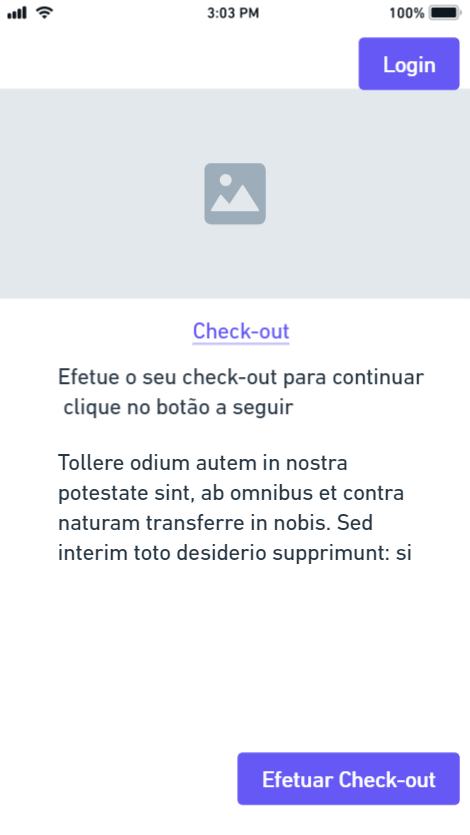 3:03 PM 100%
Login
Check-out
Efetue o seu check-out para continuar
clique no botão a seguir
Tollere odium autem in nostra
potestate sint, ab omnibus et contra
naturam transferre in nobis. Sed
interim toto desiderio supprimunt: si
Efetuar Check-out